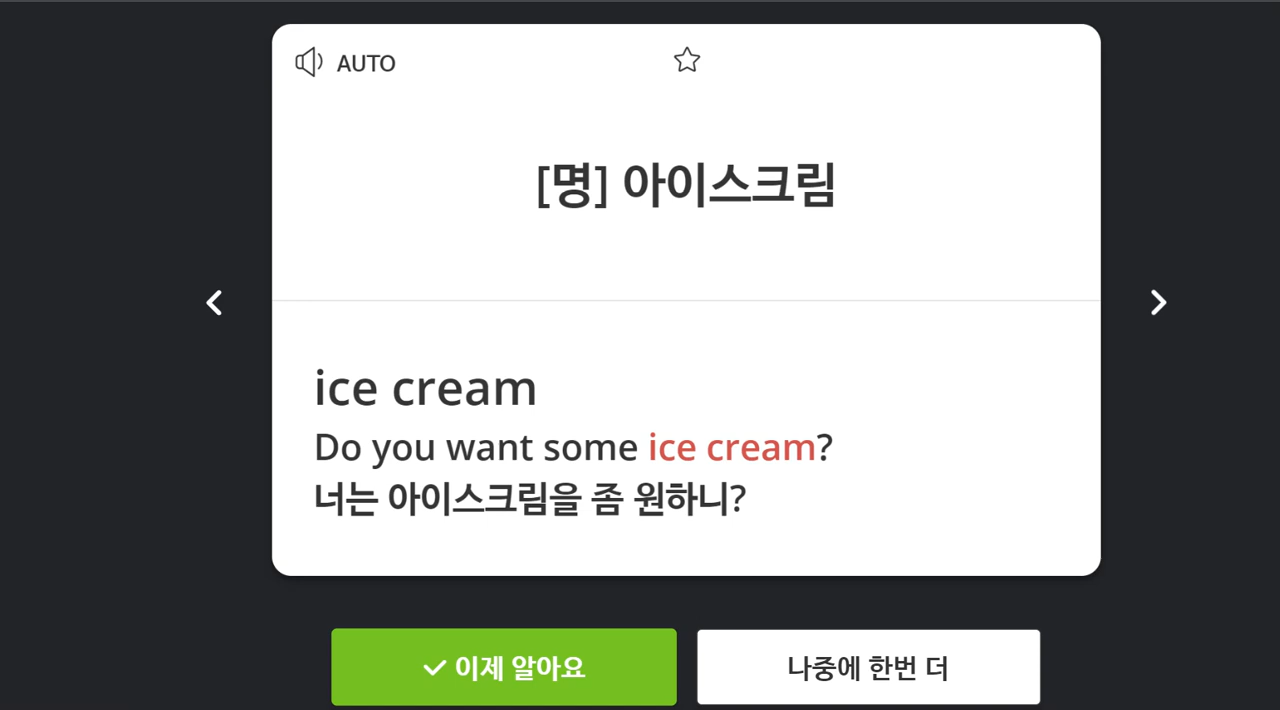 AUTO
[명] 아이스크림
ice cream
Do you want some ice cream?
너는 아이스크림을 좀 원하니?
이제 알아요
나중에 한번 더